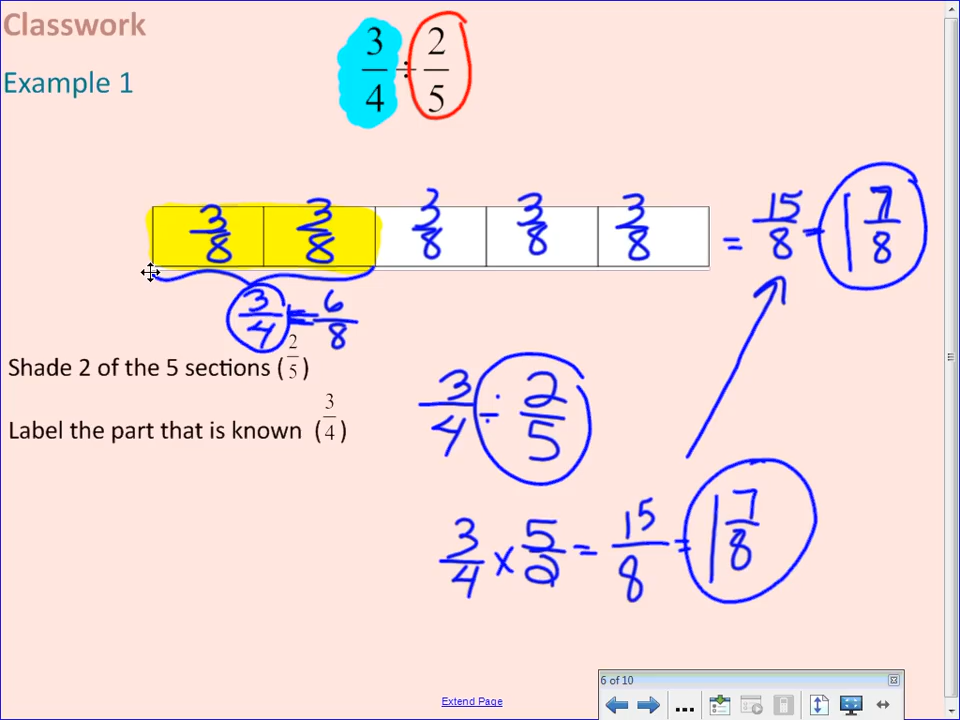 Classwork
3/4 ÷ 2/5
Example 1
3/8 3/8 3/8 3/8 3/8 = 15/8 = 1 7/8
3/4 = 6/8
Shade 2 of the 5 sections (2/5)
3/4 ÷ 2/5
Label the part that is known (3/4)
3/4 x 5/2 = 15/8 = 1 7/8
6 of 10
Extend Page